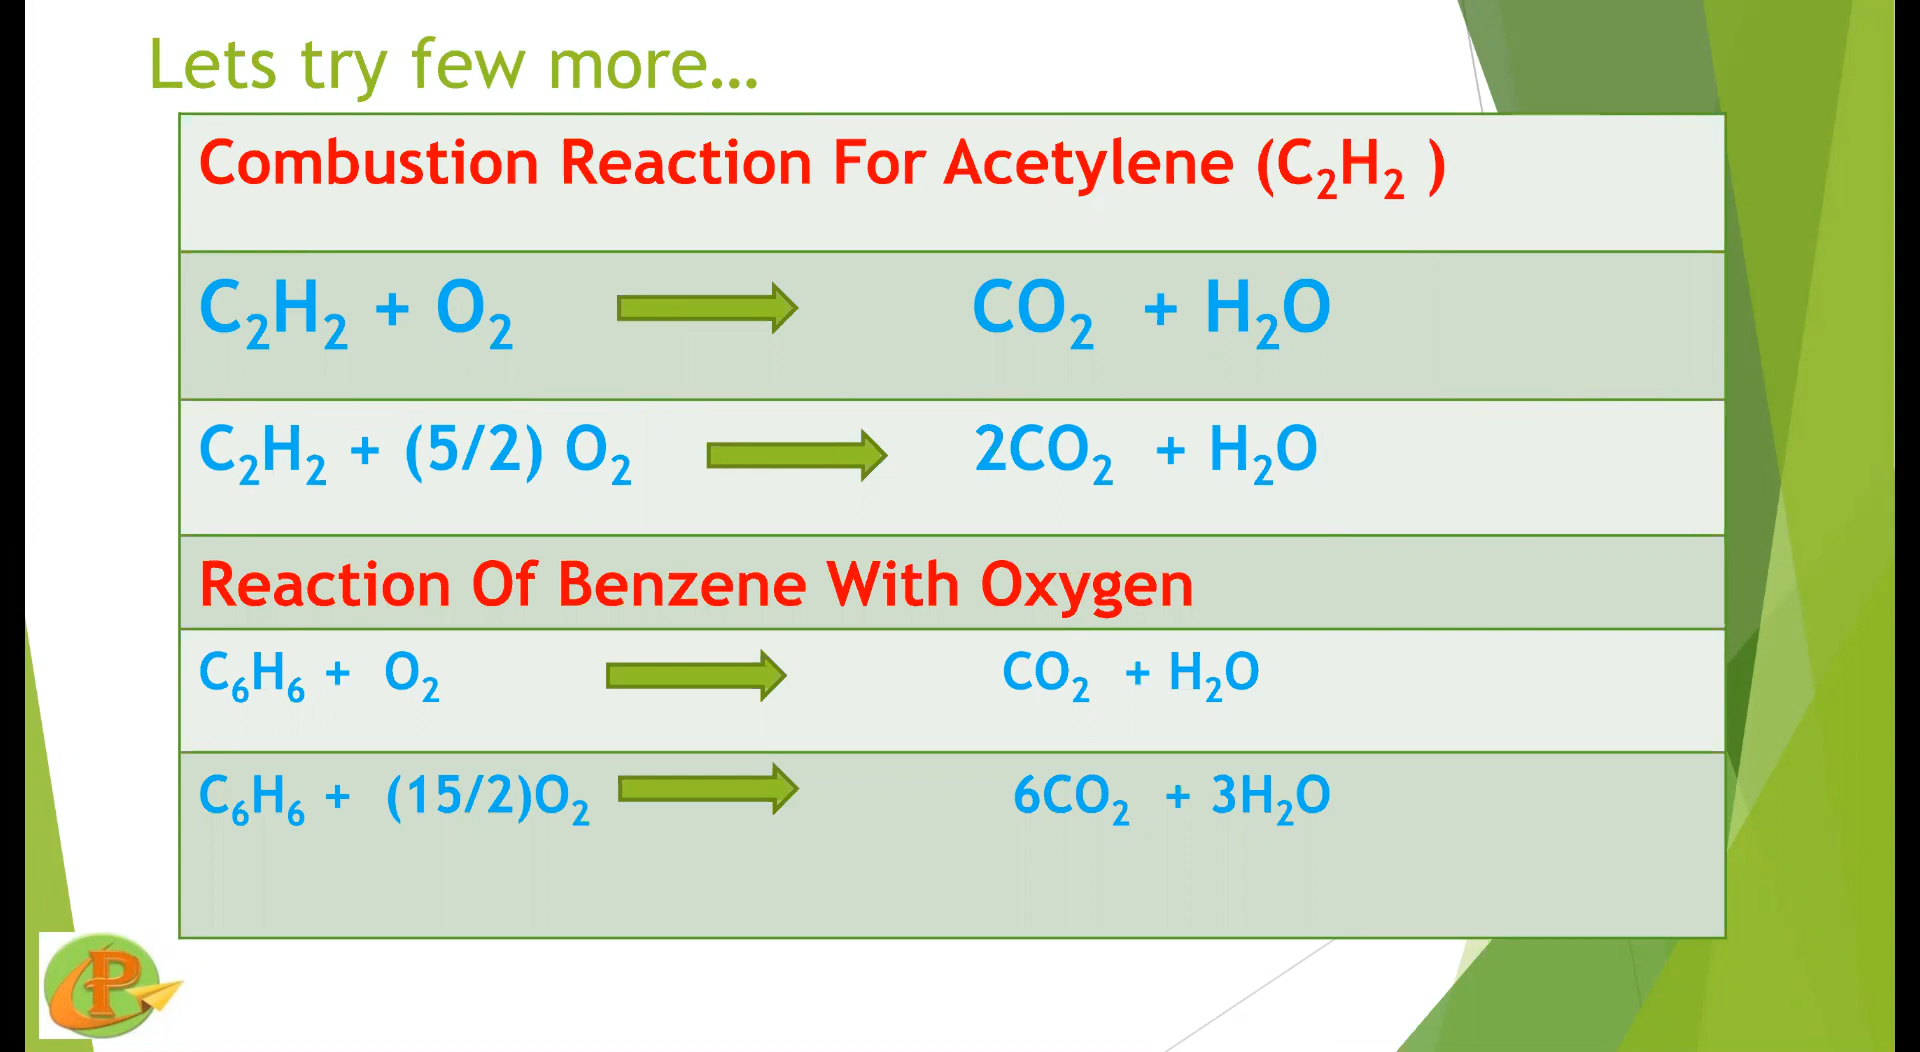 Lets try few more...
Combustion Reaction For Acetylene (C₂H₂ )
C₂H₂ + O₂ CO₂ + H₂O
C₂H₂ + (5/2) O₂ 2CO₂ + H₂O
Reaction Of Benzene With Oxygen
C₆H₆ + O₂ CO₂ + H₂O
C₆H₆ + (15/2)O₂ 6CO₂ + 3H₂O
P